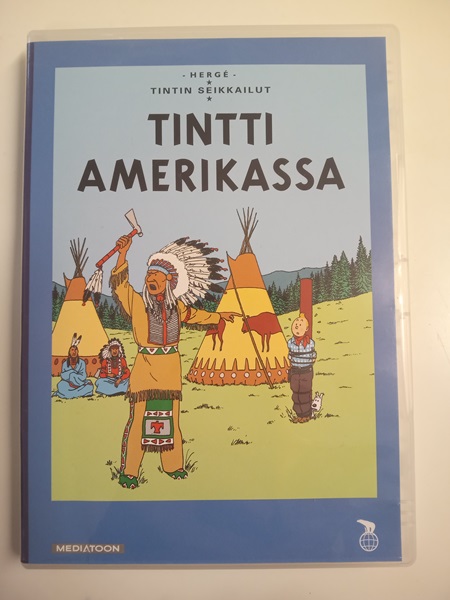 - HERGÉ -
TINTIN SEIKKAILUT
TINTTI
AMERIKASSA
MEDIATOON